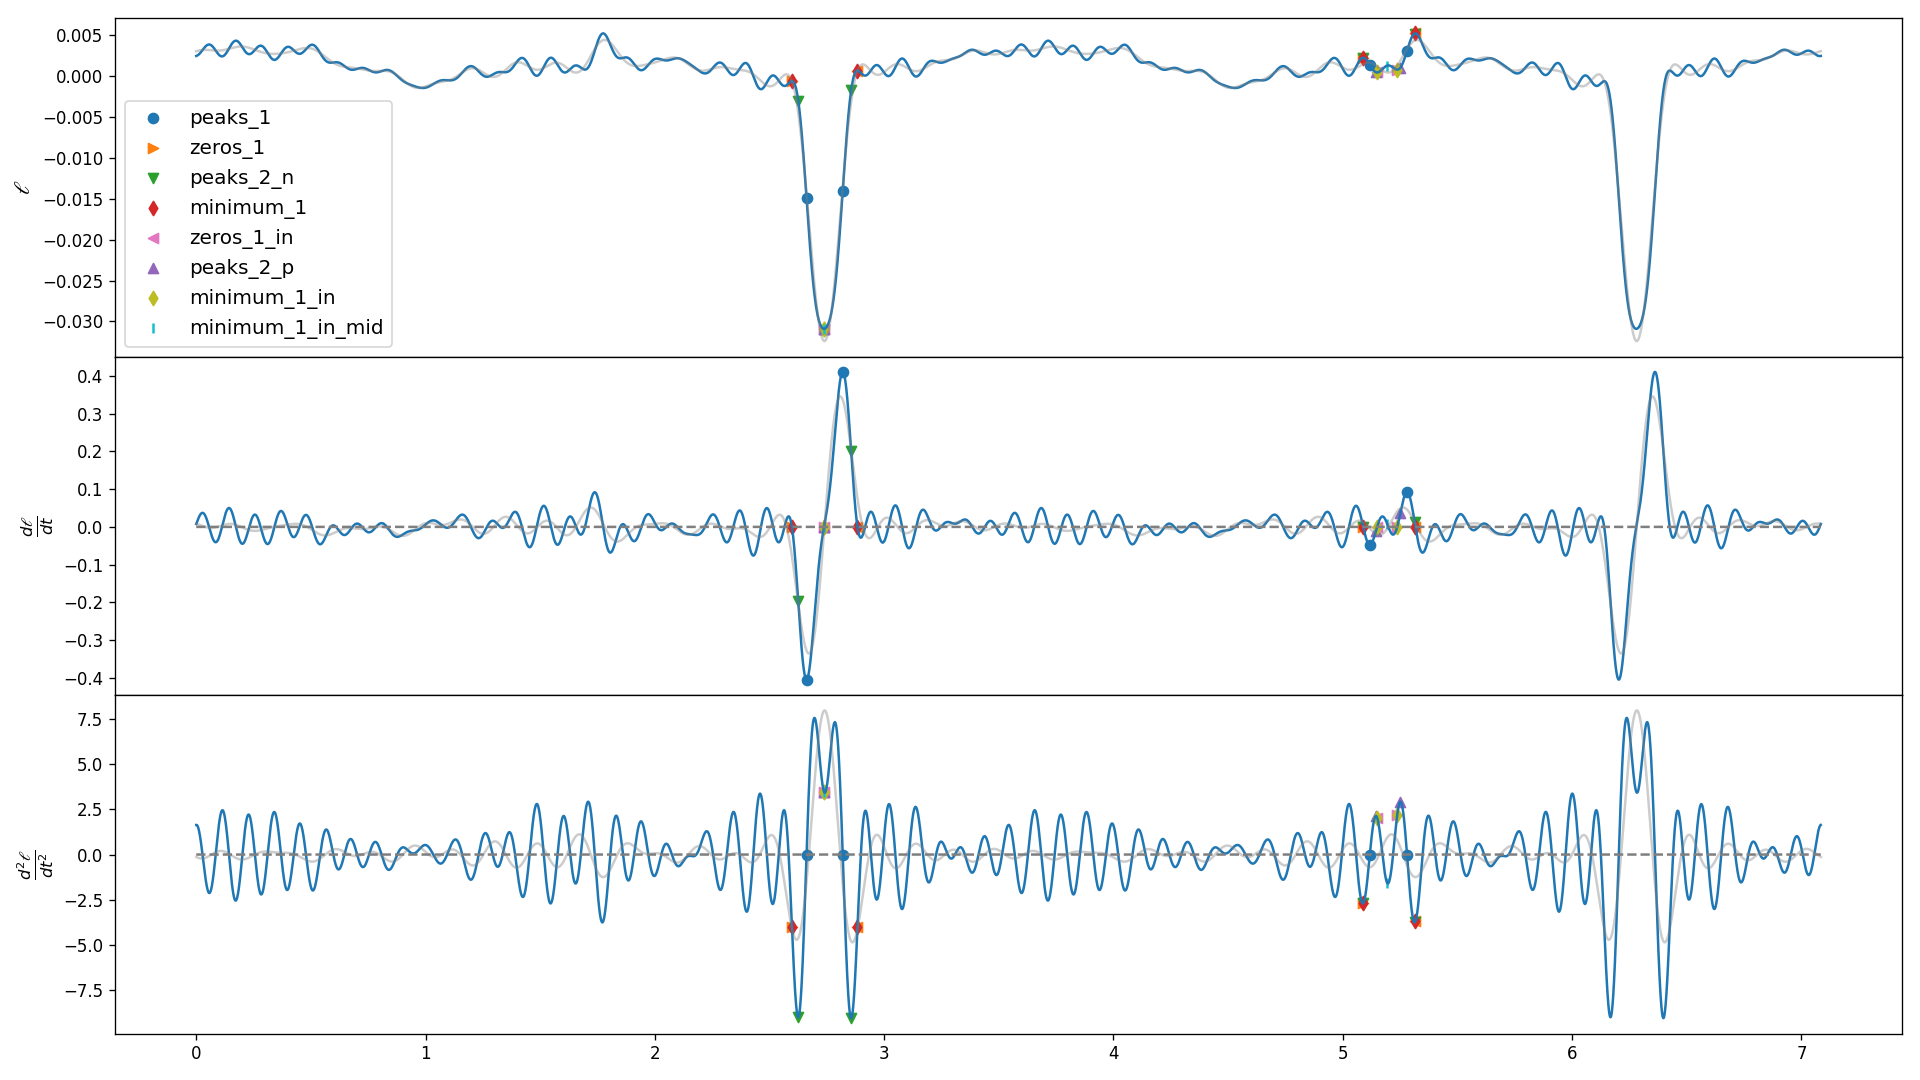 0.005
0.000
−0.005
−0.010
−0.015
−0.020
−0.025
−0.030
ℓ
peaks_1
zeros_1
peaks_2_n
minimum_1
zeros_1_in
peaks_2_p
minimum_1_in
minimum_1_in_mid
0.4
0.3
0.2
0.1
0.0
−0.1
−0.2
−0.3
−0.4
dℓ/dt
7.5
5.0
2.5
0.0
−2.5
−5.0
−7.5
d²ℓ/dt²
0 1 2 3 4 5 6 7